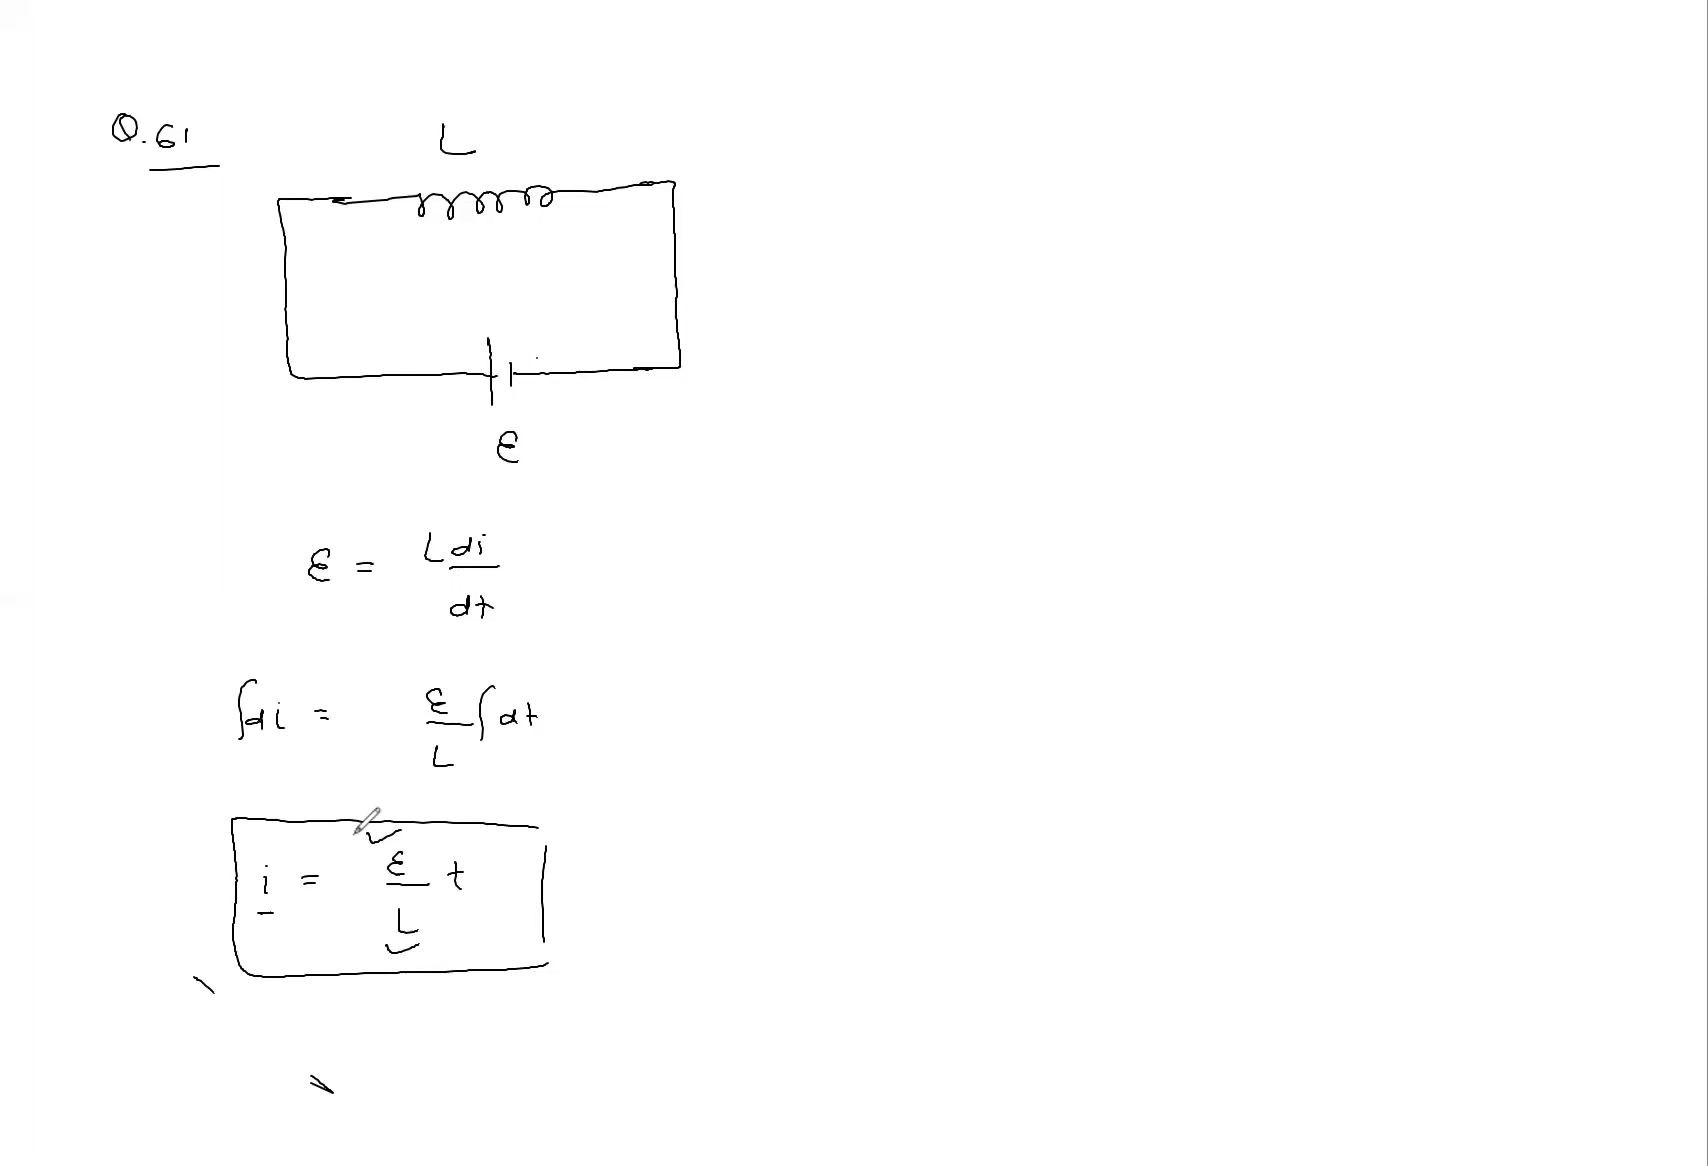 Q.61
L
ε
ε = L di/dt
∫di = ε/L ∫dt
i = ε/L t